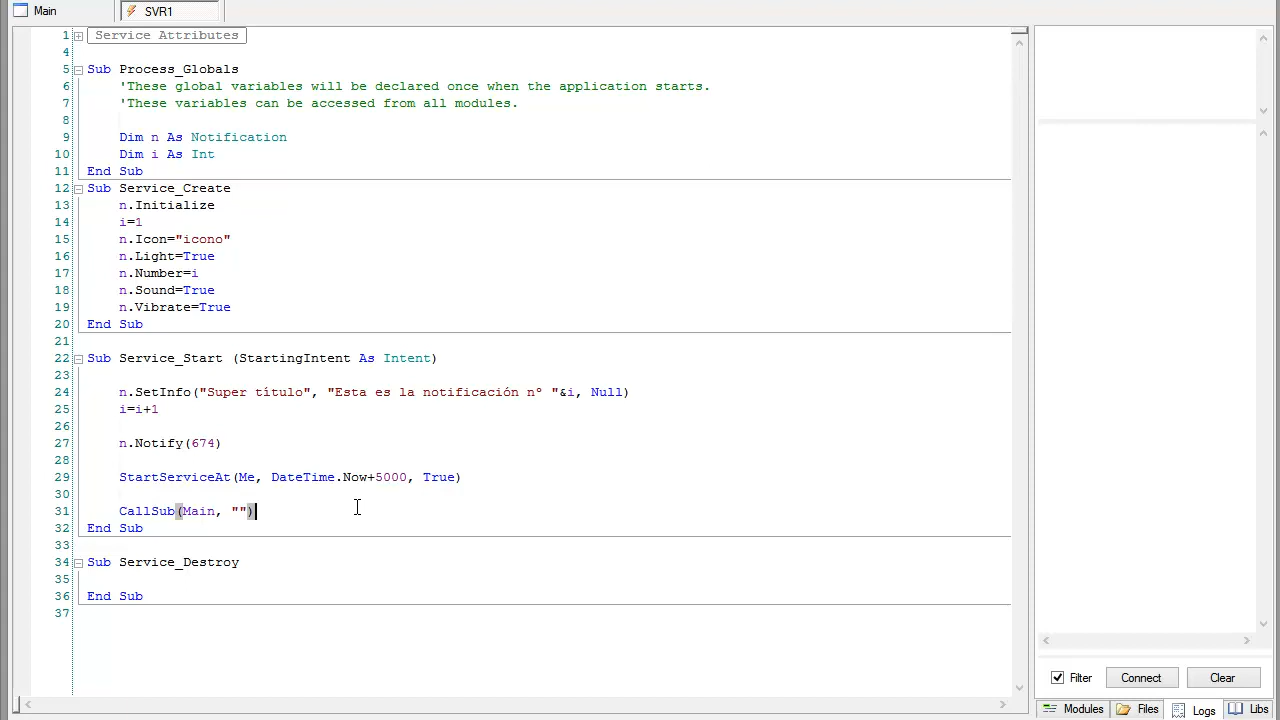 Main
SVR1
1 Service Attributes
4
5 Sub Process_Globals
6 'These global variables will be declared once when the application starts.
7 'These variables can be accessed from all modules.
8
9 Dim n As Notification
10 Dim i As Int
11 End Sub
12 Sub Service_Create
13 n.Initialize
14 i=1
15 n.Icon="icono"
16 n.Light=True
17 n.Number=i
18 n.Sound=True
19 n.Vibrate=True
20 End Sub
21
22 Sub Service_Start (StartingIntent As Intent)
23
24 n.SetInfo("Super título", "Esta es la notificación nº "&i, Null)
25 i=i+1
26
27 n.Notify(674)
28
29 StartServiceAt(Me, DateTime.Now+5000, True)
30
31 CallSub(Main, "")
32 End Sub
33
34 Sub Service_Destroy
35
36 End Sub
37
Filter
Connect
Clear
Modules
Files
Logs
Libs